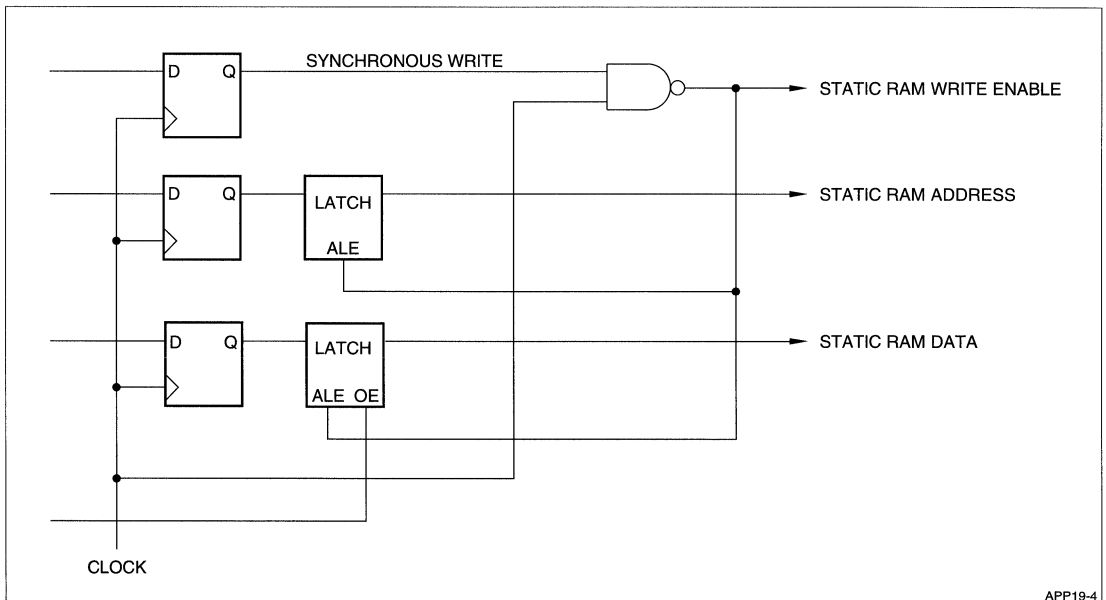 D Q SYNCHRONOUS WRITE
STATIC RAM WRITE ENABLE
D Q LATCH STATIC RAM ADDRESS
ALE
D Q LATCH STATIC RAM DATA
ALE OE
CLOCK
APP19-4